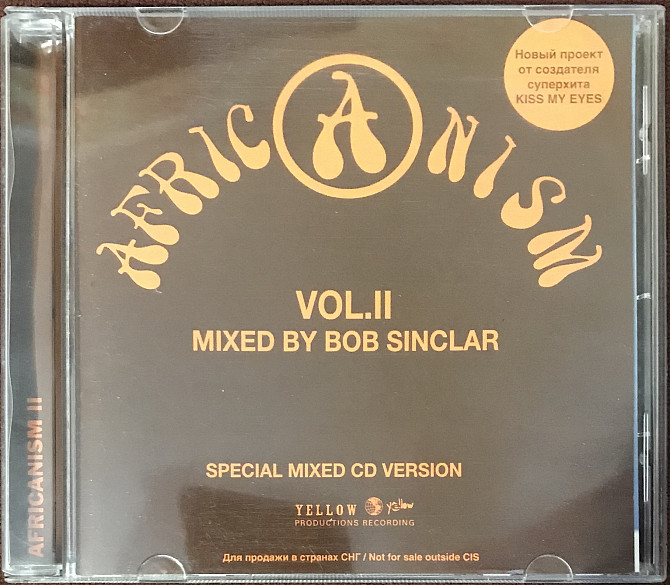 AFRICANISM
Новый проект
от создателя
суперхита
KISS MY EYES
VOL.II
MIXED BY BOB SINCLAR
SPECIAL MIXED CD VERSION
YELLOW yellow
PRODUCTIONS RECORDING
Для продажи в странах СНГ / Not for sale outside CIS
AFRICANISM II